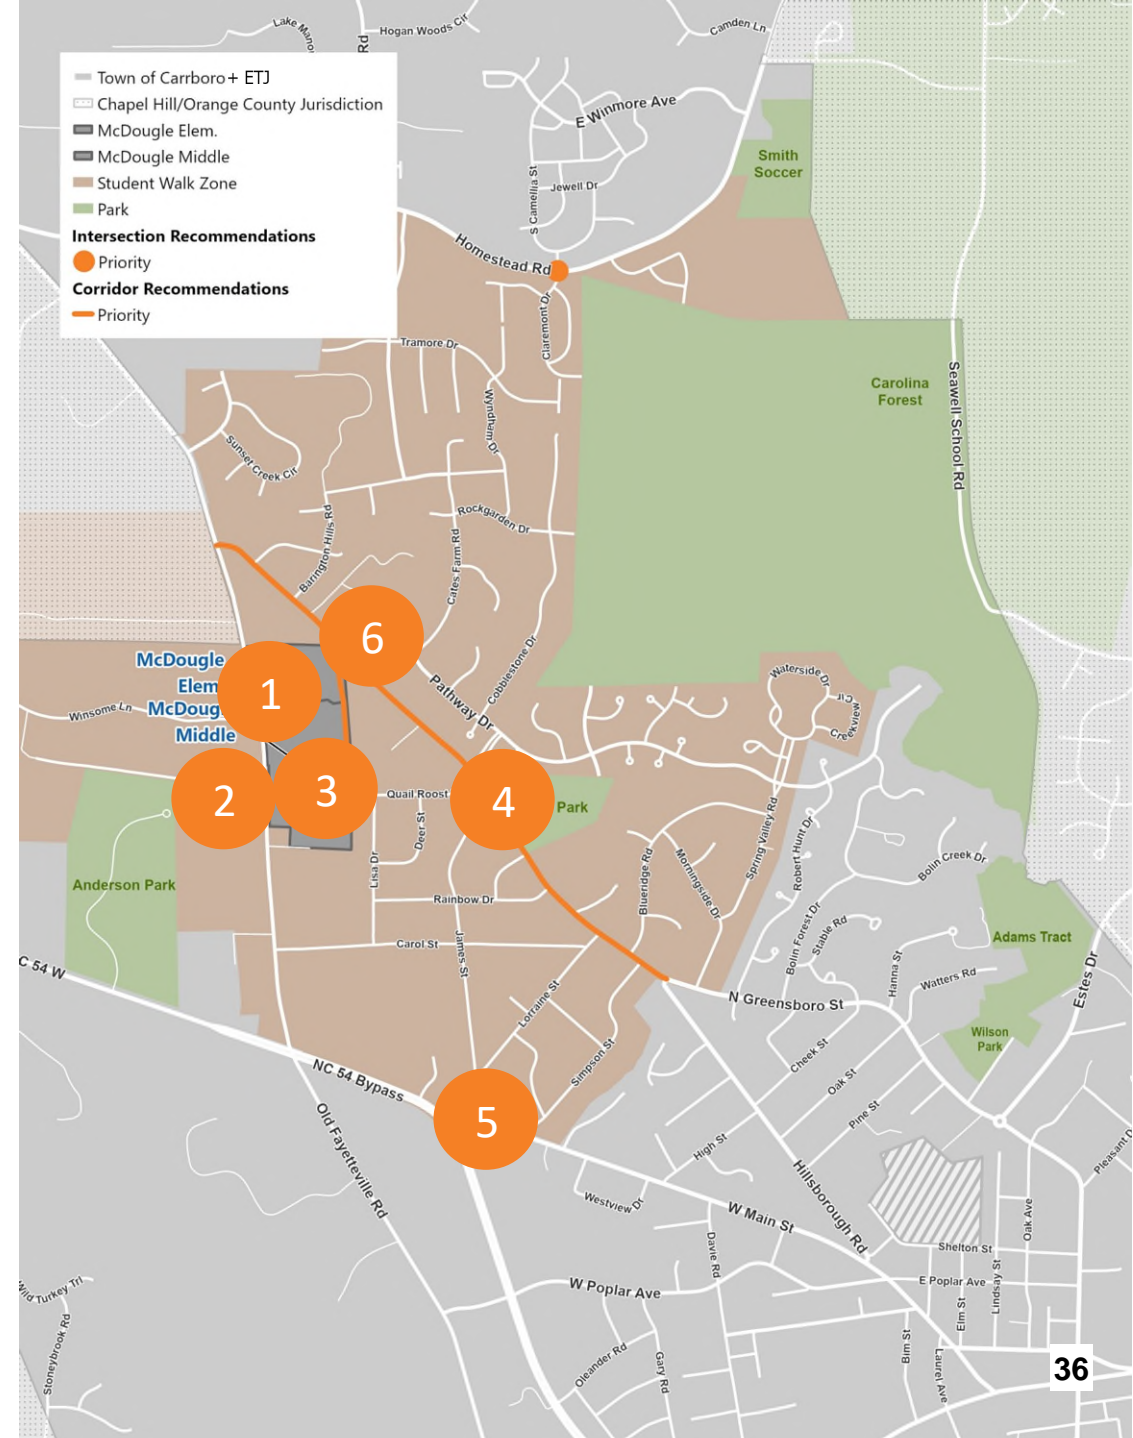 Lake Mano
Rd
Hogan Woods Cir
Camden Ln
Town of Carrboro + ETJ
Chapel Hill/Orange County Jurisdiction
McDougle Elem.
McDougle Middle
Student Walk Zone
Park
Intersection Recommendations
Priority
Corridor Recommendations
Priority
H
E Winmore Ave
Smith
Soccer
S Camellia St
Jewell Dr
Homestead Rd
Claremont Dr
Tramore Dr
Carolina
Forest
Seawell School Rd
Wyndham Dr
Sunset Creek Cir
Barington Hills Rd
Rockgarden Dr
Cates Farm Rd
6
Cobblestone Dr
McDougle
Elem
1
McDoug
Middle
Winsome Ln
Pathway Dr
Waterside Dr
Cir
Creekview
2
3
4
Quail Roost
Park
Deer St
Lisa Dr
Rainbow Dr
Blueridge Rd
Morningside Dr
Spring Valley Rd
Robert Hunt Dr
Bolin Creek Dr
Anderson Park
Carol St
James St
Bolin Forest Dr
Stable Rd
Adams Tract
C 54 W
Hanna St
Watters Rd
Estes Dr
Lorraine St
N Greensboro St
Wilson
Park
Simpson St
Cheek St
NC 54 Bypass
Oak St
5
Pine St
Old Fayetteville Rd
High St
Pleasant D
Hillsborough Rd
Westview Dr
W Main St
Oak Ave
Davie Rd
Shelton St
Wild Turkey Trl
W Poplar Ave
E Poplar Ave
Lindsay St
Elm St
Stoneybrook Rd
Bim St
Oleander Rd
Gary Rd
Laurel Ave
36